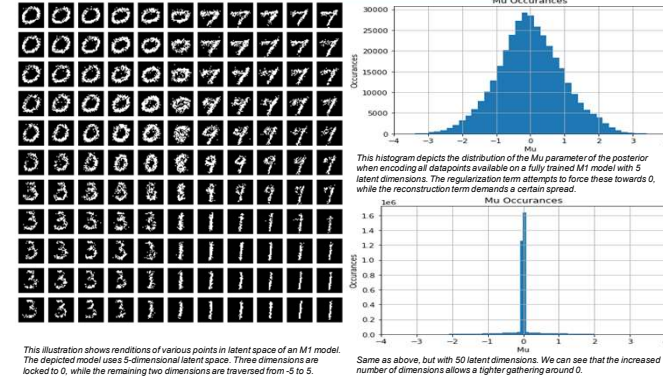 Mu Occurances
30000
25000
20000
15000
10000
5000
0
Occurances
−4 −3 −2 −1 0 1 2 3
Mu
This histogram depicts the distribution of the Mu parameter of the posterior
when encoding all datapoints available on a fully trained M1 model with 5
latent dimensions. The regularization term attempts to force these towards 0,
while the reconstruction term demands a certain spread.
1e6
Mu Occurances
1.6
1.4
1.2
1.0
0.8
0.6
0.4
0.2
0.0
Occurances
−4 −3 −2 −1 0 1 2 3
Mu
This illustration shows renditions of various points in latent space of an M1 model.
The depicted model uses 5-dimensional latent space. Three dimensions are
locked to 0, while the remaining two dimensions are traversed from -5 to 5.
Same as above, but with 50 latent dimensions. We can see that the increased
number of dimensions allows a tighter gathering around 0.